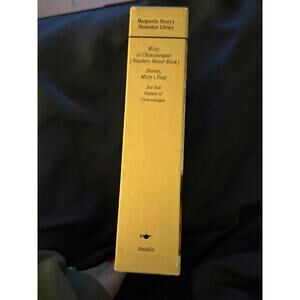 Marguerite Henry's
Horseshoe Library
Misty
of Chincoteague
(Newbery Honor Book)
Stormy,
Misty's Foal
Sea Star
Orphan of
Chincoteague
Aladdin